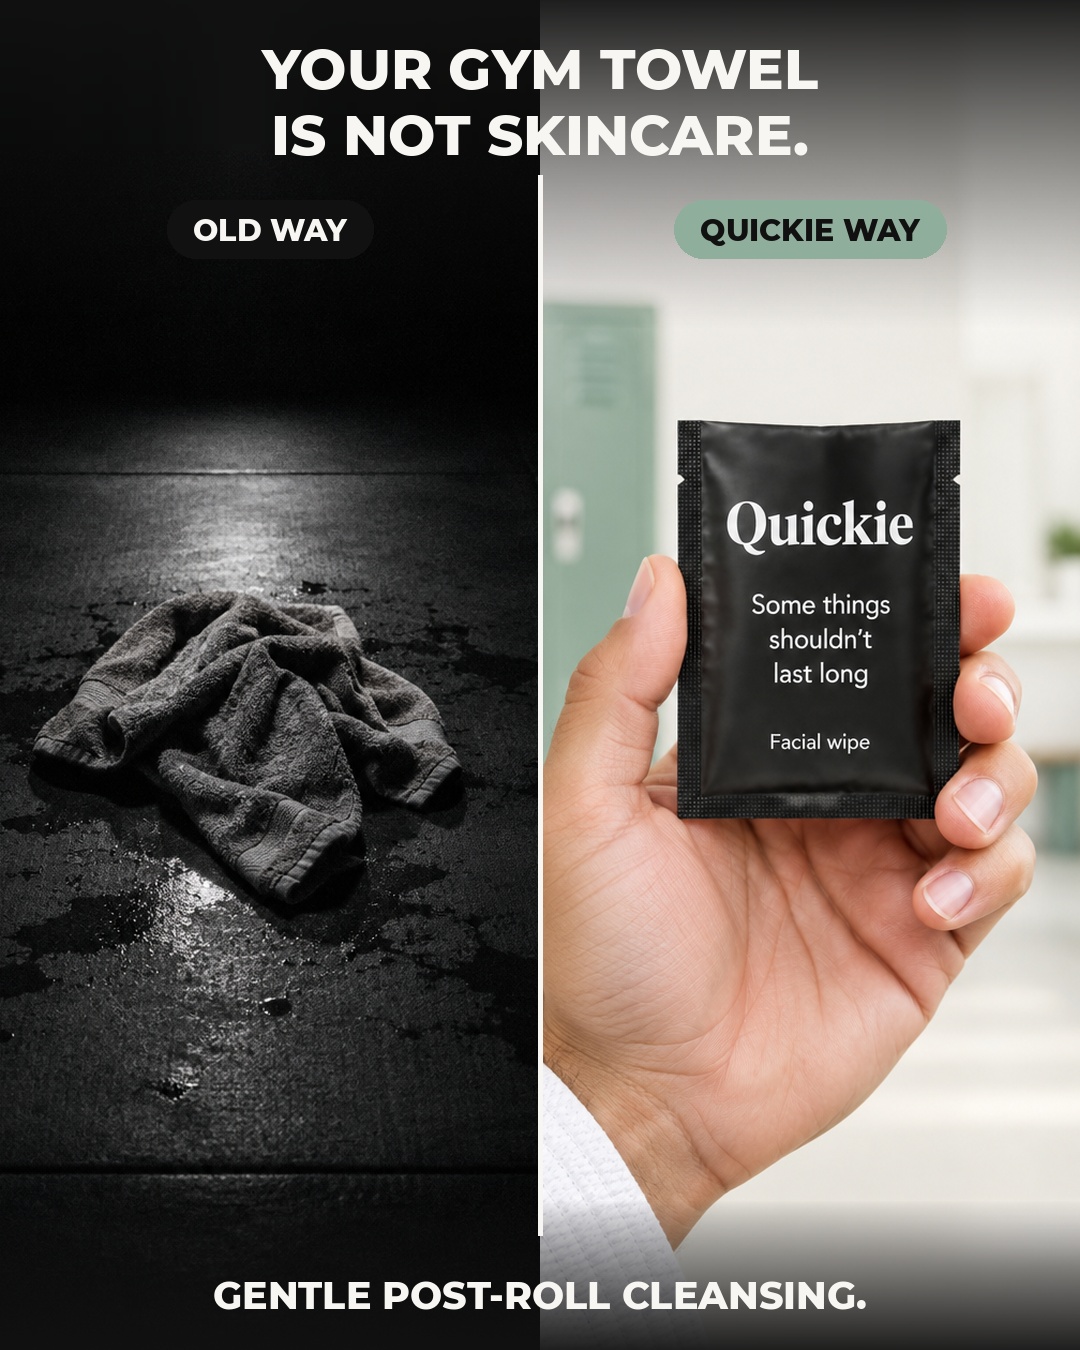 YOUR GYM TOWEL
IS NOT SKINCARE.
OLD WAY
QUICKIE WAY
Quickie
Some things
shouldn't
last long
Facial wipe
GENTLE POST-ROLL CLEANSING.